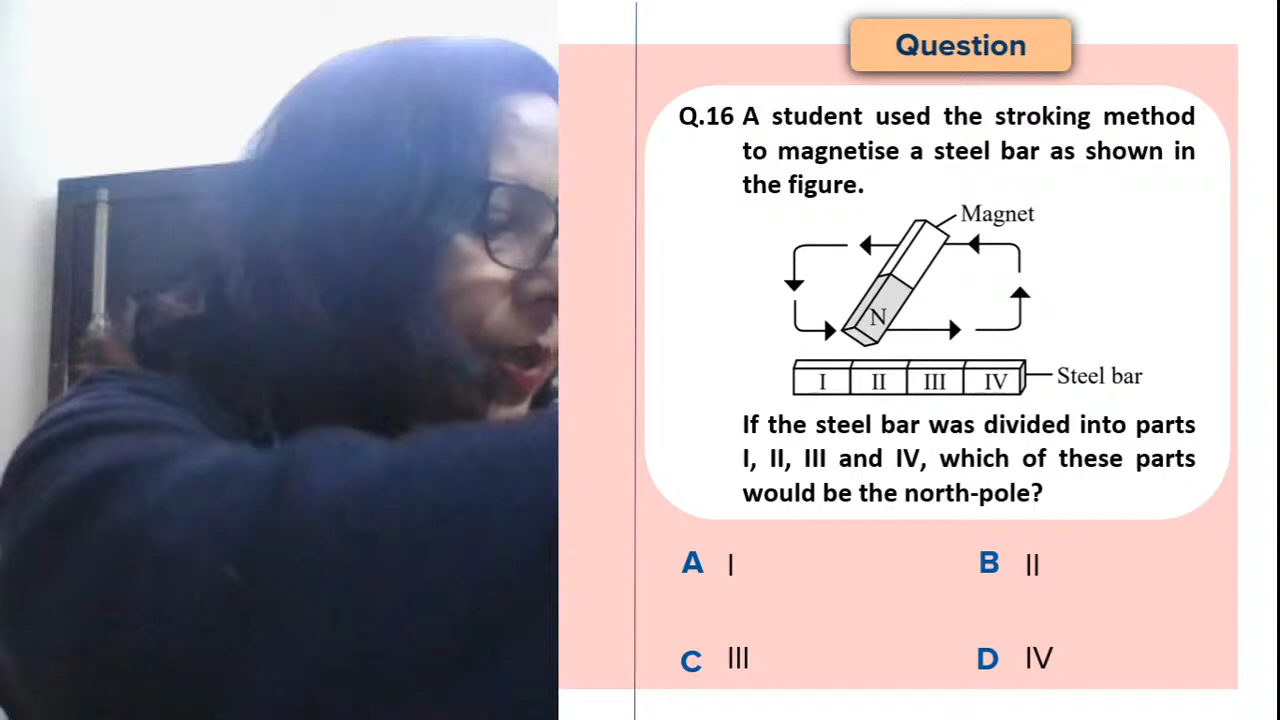 Question
Q.16 A student used the stroking method
to magnetise a steel bar as shown in
the figure.
Magnet
N
I II III IV
Steel bar
If the steel bar was divided into parts
I, II, III and IV, which of these parts
would be the north-pole?
A I
B II
C III
D IV